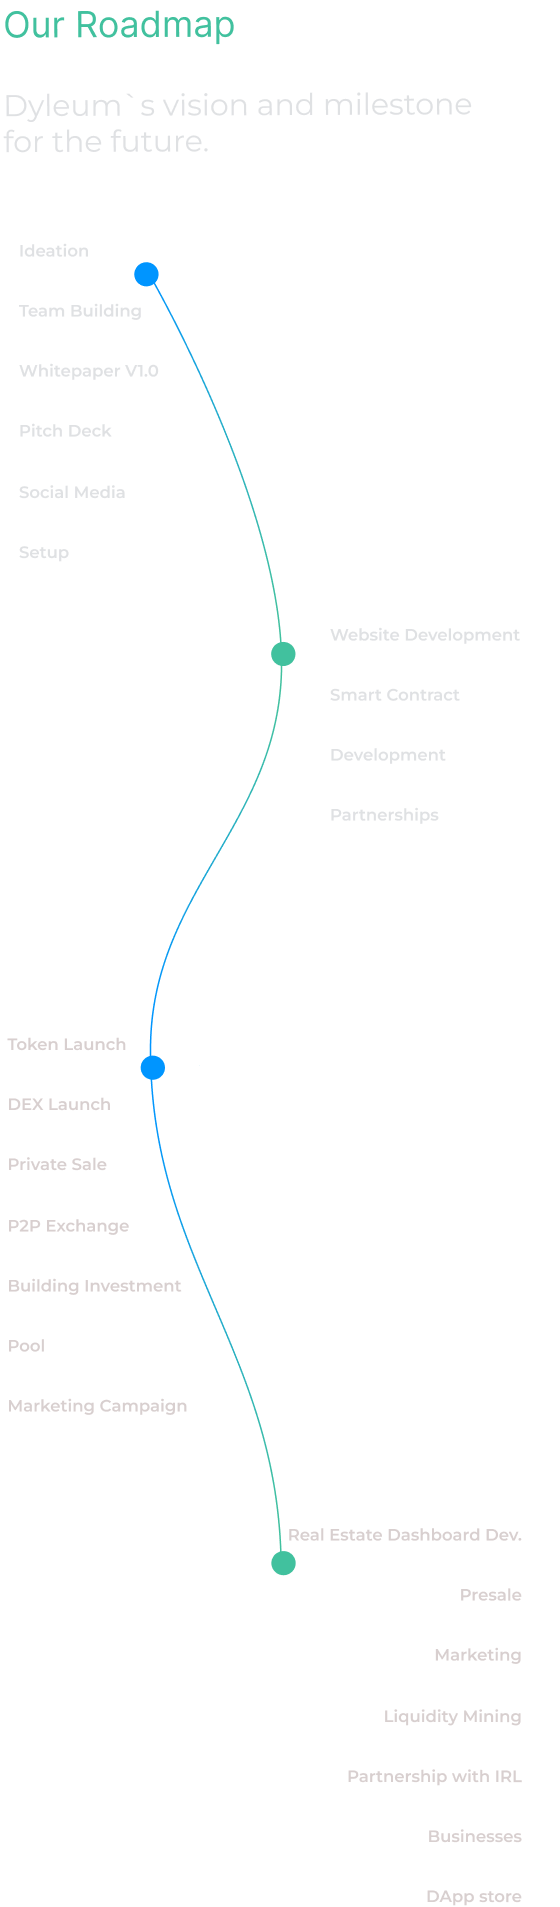 Our Roadmap
Dyleum`s vision and milestone
for the future.
Ideation
Team Building
Whitepaper V1.0
Pitch Deck
Social Media
Setup
Website Development
Smart Contract
Development
Partnerships
Token Launch
DEX Launch
Private Sale
P2P Exchange
Building Investment
Pool
Marketing Campaign
Real Estate Dashboard Dev.
Presale
Marketing
Liquidity Mining
Partnership with IRL
Businesses
DApp store